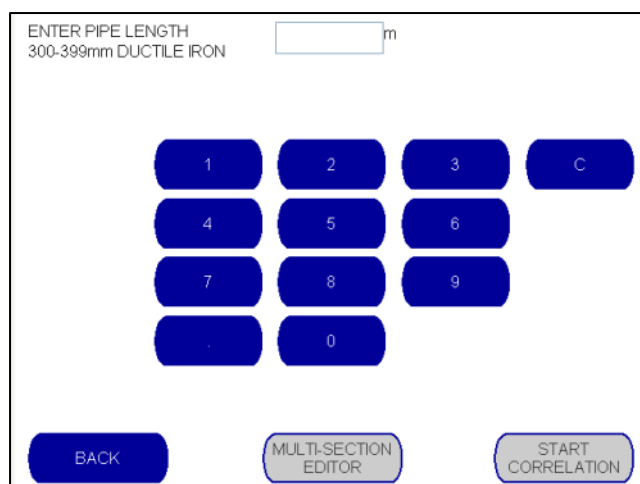 ENTER PIPE LENGTH
300-399mm DUCTILE IRON
m
1 2 3 C
4 5 6
7 8 9
. 0
BACK
MULTI-SECTION
EDITOR
START
CORRELATION